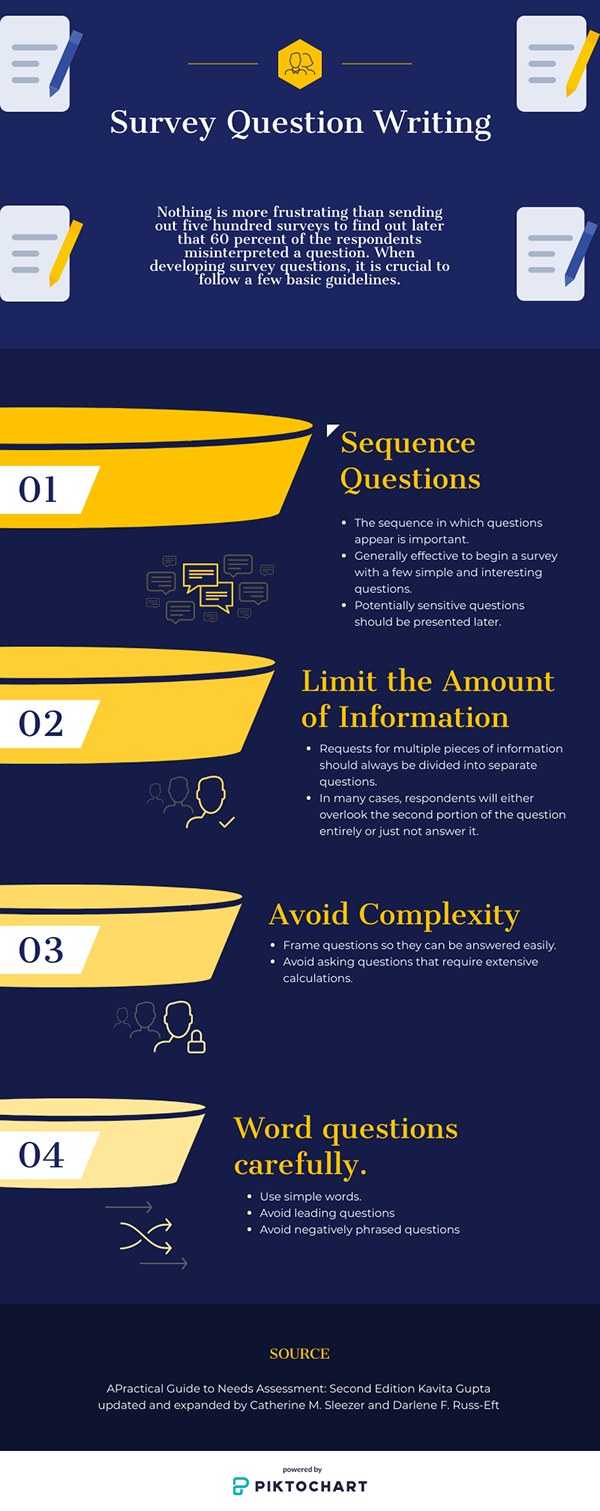 Survey Question Writing
Nothing is more frustrating than sending
out five hundred surveys to find out later
that 60 percent of the respondents
misinterpreted a question. When
developing survey questions, it is crucial to
follow a few basic guidelines.
01
Sequence
Questions
• The sequence in which questions
appear is important.
• Generally effective to begin a survey
with a few simple and interesting
questions.
• Potentially sensitive questions
should be presented later.
02
Limit the Amount
of Information
• Requests for multiple pieces of information
should always be divided into separate
questions.
• In many cases, respondents will either
overlook the second portion of the question
entirely or just not answer it.
03
Avoid Complexity
• Frame questions so they can be answered easily.
• Avoid asking questions that require extensive
calculations.
04
Word questions
carefully.
• Use simple words.
• Avoid leading questions
• Avoid negatively phrased questions
SOURCE
APractical Guide to Needs Assessment: Second Edition Kavita Gupta
updated and expanded by Catherine M. Sleezer and Darlene F. Russ-Eft
powered by
PIKTOCHART